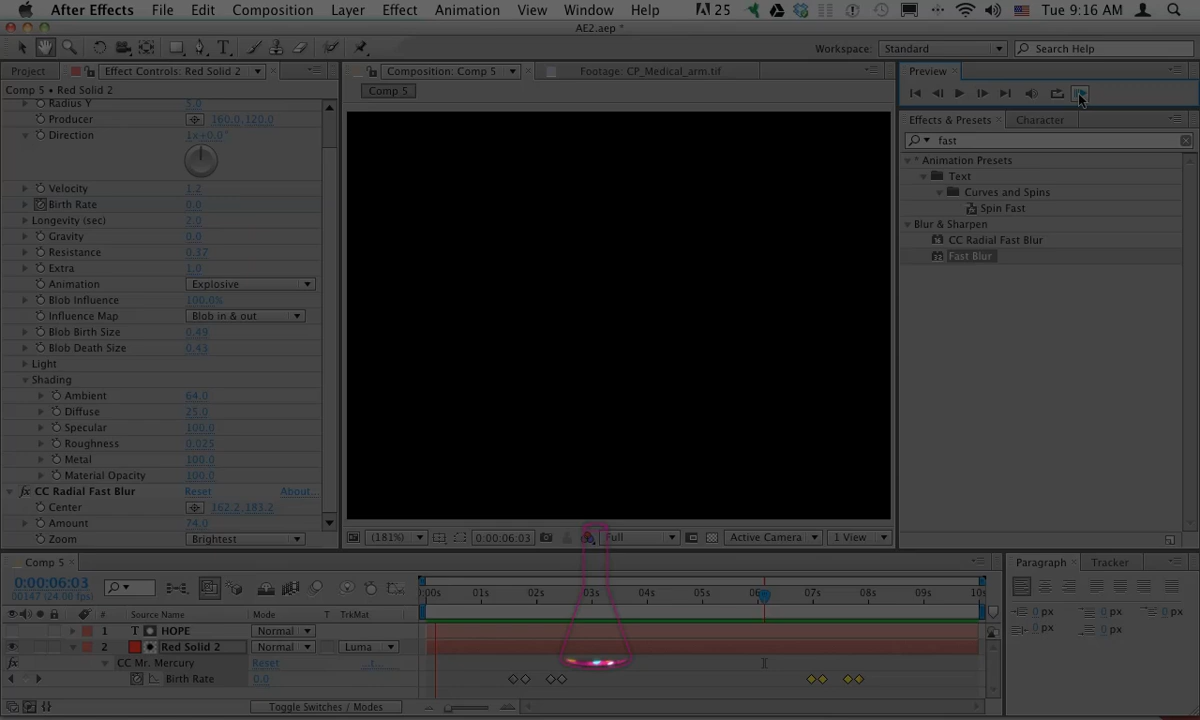 After Effects File Edit Composition Layer Effect Animation View Window Help 25 Tue 9:16 AM
AE2.aep *
Workspace: Standard Search Help
Project Effect Controls: Red Solid 2 Composition: Comp 5 Footage: CP_Medical_arm.tif Preview
Comp 5 • Red Solid 2
Comp 5
Radius Y 5.0
Producer 160.0,120.0
Direction 1x+0.0°
Velocity 1.2
Birth Rate 0.0
Longevity (sec) 2.0
Gravity 0.0
Resistance 0.37
Extra 1.0
Animation Explosive
Blob Influence 100.0%
Influence Map Blob in & out
Blob Birth Size 0.49
Blob Death Size 0.43
Light
Shading
Ambient 64.0
Diffuse 25.0
Specular 100.0
Roughness 0.025
Metal 100.0
Material Opacity 100.0
fx CC Radial Fast Blur Reset About...
Center 162.2,183.2
Amount 74.0
Zoom Brightest
(181%) 0:00:06:03 Full Active Camera 1 View
Effects & Presets Character
fast
* Animation Presets
Text
Curves and Spins
Spin Fast
Blur & Sharpen
CC Radial Fast Blur
Fast Blur
Comp 5
0:00:06:03
00147 (24.00 fps)
:00s 01s 02s 03s 04s 05s 06s 07s 08s 09s 10s
# Source Name Mode T TrkMat
1 T HOPE Normal
2 Red Solid 2 Normal Luma
fx CC Mr. Mercury Reset
Birth Rate 0.0
Toggle Switches / Modes
Paragraph Tracker
0 px 0 px 0 px
0 px 0 px